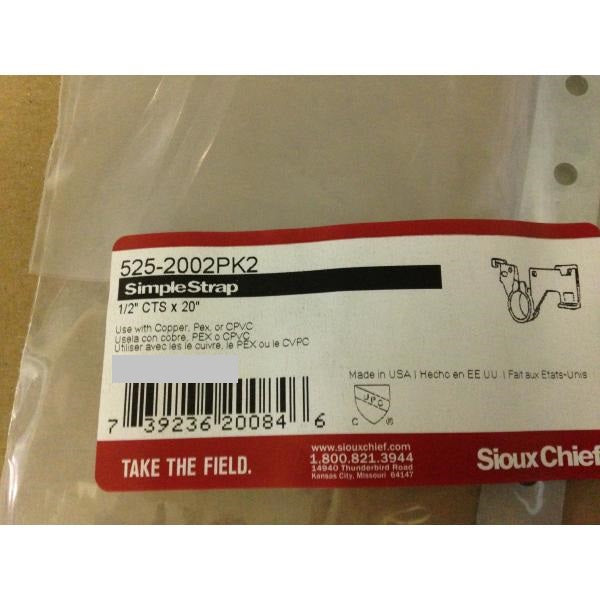 525-2002PK2
SimpleStrap
1/2" CTS x 20"
Use with Copper, Pex, or CPVC
Usela con cobre, PEX o CPVC
Utiliser avec les le cuivre, le PEX ou le CVPC
Made in USA | Hecho en EE.UU. | Fait aux Etats-Unis
UPC
C ®
7 39236 20084 6
TAKE THE FIELD.
www.siouxchief.com
1.800.821.3944
14940 Thunderbird Road
Kansas City, Missouri 64147
Sioux Chief